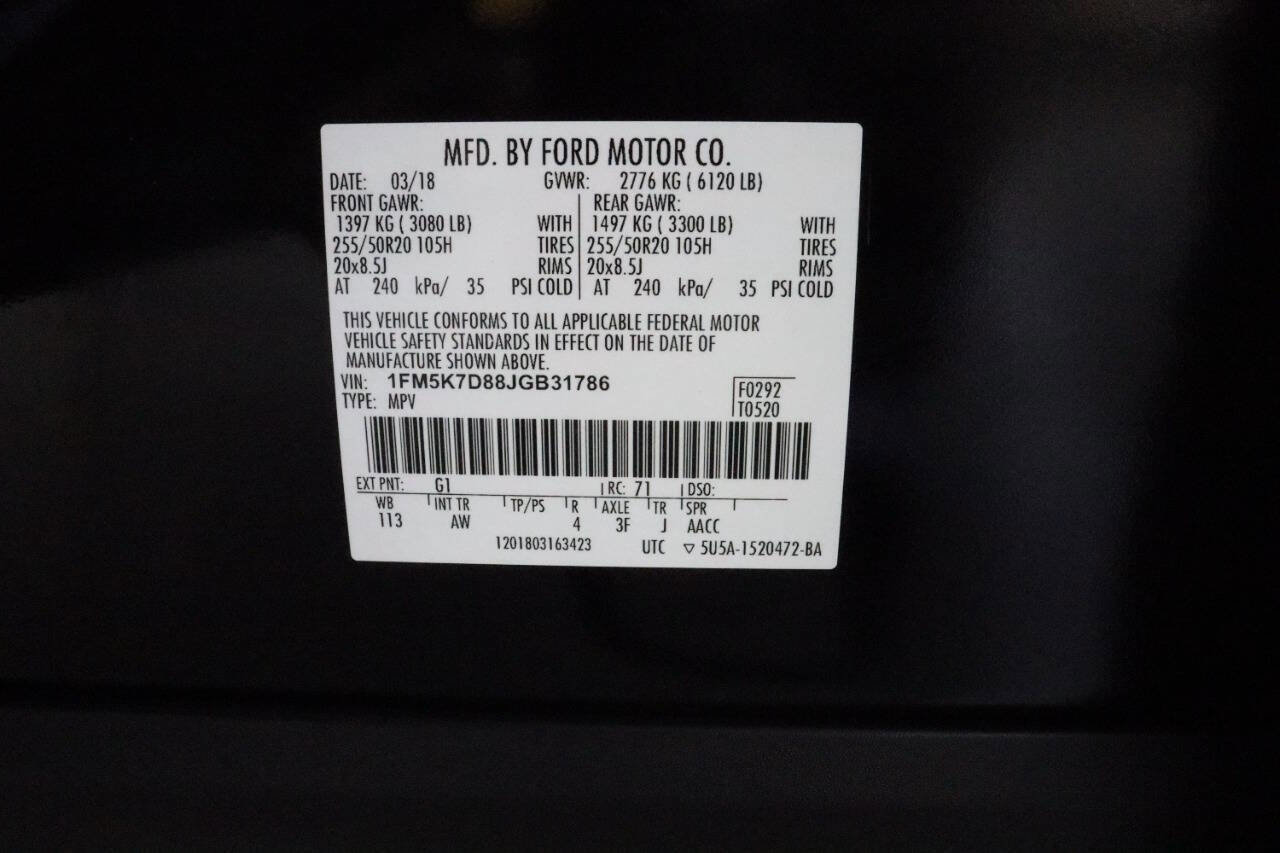 MFD. BY FORD MOTOR CO.
DATE: 03/18 GVWR: 2776 KG ( 6120 LB)
FRONT GAWR: REAR GAWR:
1397 KG ( 3080 LB) WITH 1497 KG ( 3300 LB) WITH
255/50R20 105H TIRES 255/50R20 105H TIRES
20x8.5J RIMS 20x8.5J RIMS
AT 240 kPa/ 35 PSI COLD AT 240 kPa/ 35 PSI COLD
THIS VEHICLE CONFORMS TO ALL APPLICABLE FEDERAL MOTOR
VEHICLE SAFETY STANDARDS IN EFFECT ON THE DATE OF
MANUFACTURE SHOWN ABOVE.
VIN: 1FM5K7D88JGB31786 F0292
TYPE: MPV T0520
EXT PNT: G1 RC: 71 DSO:
WB INT TR TP/PS R AXLE TR SPR
113 AW 4 3F J AACC
1201803163423 UTC ▽ 5U5A-1520472-BA